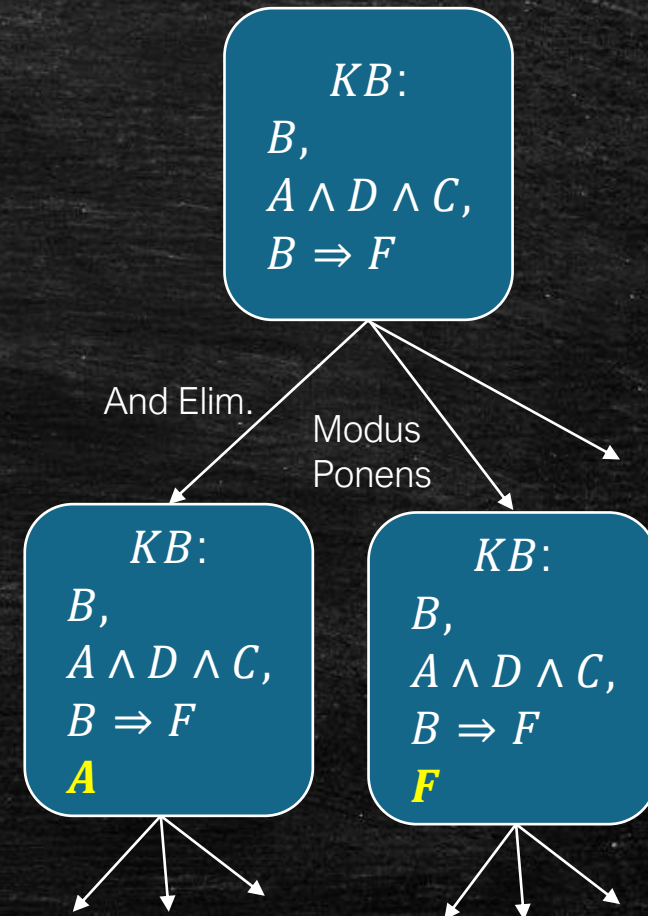 KB:
B,
A ∧ D ∧ C,
B ⇒ F
And Elim.
Modus
Ponens
KB:
B,
A ∧ D ∧ C,
B ⇒ F
A
KB:
B,
A ∧ D ∧ C,
B ⇒ F
F